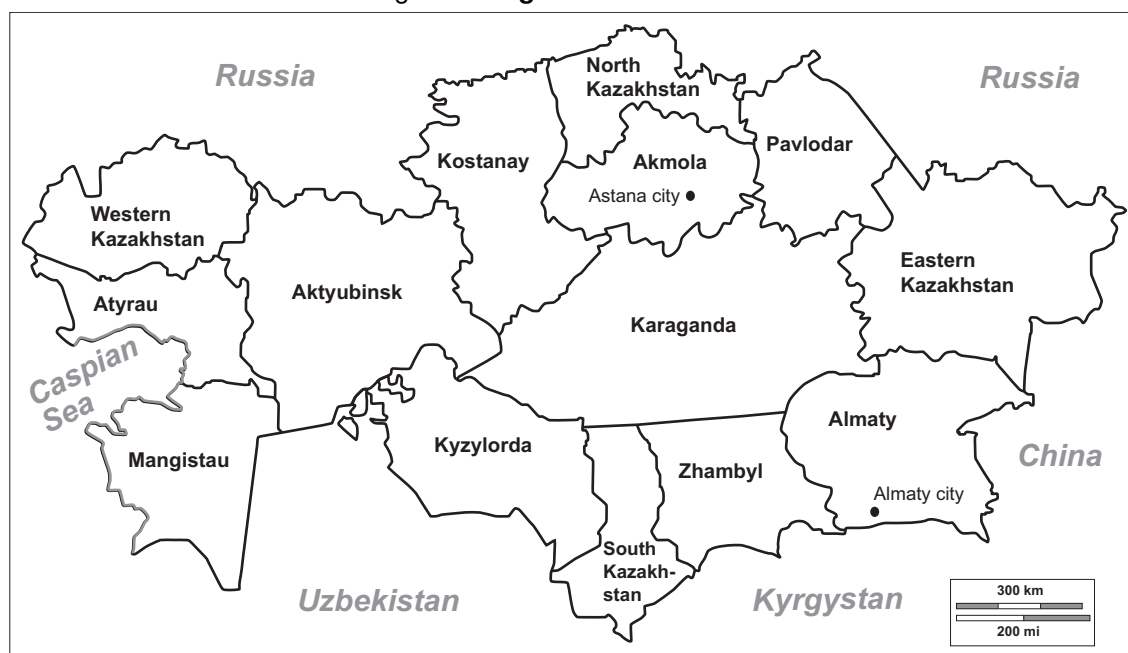 Russia
North
Kazakhstan
Russia
Kostanay
Akmola
Pavlodar
Astana city
Western
Kazakhstan
Eastern
Kazakhstan
Atyrau
Aktyubinsk
Karaganda
Caspian
Sea
Almaty
Mangistau
Kyzylorda
Zhambyl
China
Almaty city
South
Kazakh-
stan
Uzbekistan
Kyrgystan
300 km
200 mi